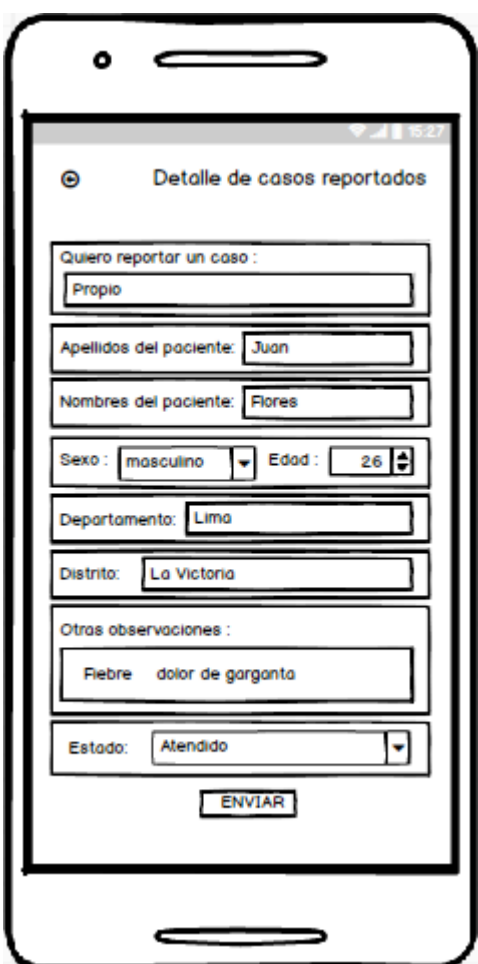 15:27
Detalle de casos reportados
Quiero reportar un caso :
Propio
Apellidos del paciente: Juan
Nombres del paciente: Flores
Sexo : masculino Edad : 26
Departamento: Lima
Distrito: La Victoria
Otras observaciones :
Fiebre dolor de garganta
Estado: Atendido
ENVIAR